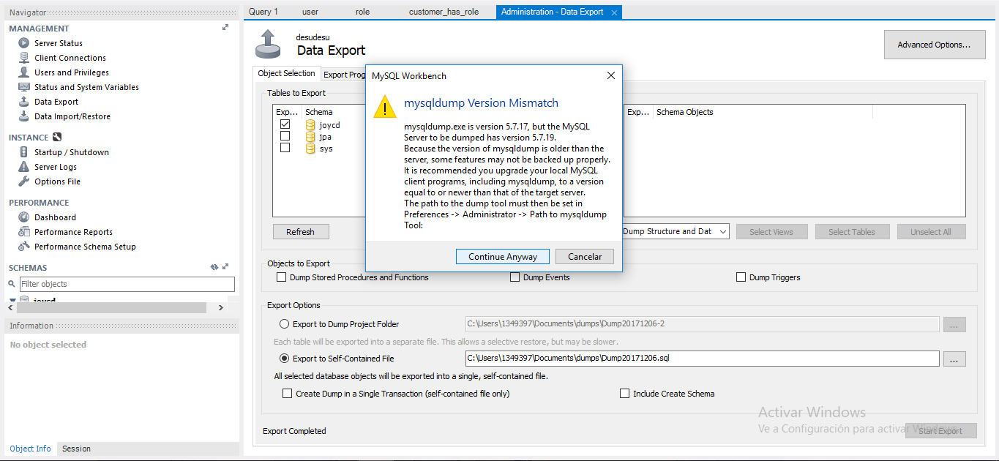 Navigator
MANAGEMENT
Server Status
Client Connections
Users and Privileges
Status and System Variables
Data Export
Data Import/Restore
INSTANCE
Startup / Shutdown
Server Logs
Options File
PERFORMANCE
Dashboard
Performance Reports
Performance Schema Setup
SCHEMAS
Filter objects
joycd
Information
No object selected
Object Info Session
Query 1 user role customer_has_role Administration - Data Export
desudesu
Data Export
Advanced Options...
Object Selection Export Prog
Tables to Export
Exp... Schema
joycd
jpa
sys
Exp... Schema Objects
Refresh
Dump Structure and Dat
Select Views Select Tables Unselect All
MySQL Workbench
mysqldump Version Mismatch
mysqldump.exe is version 5.7.17, but the MySQL
Server to be dumped has version 5.7.19.
Because the version of mysqldump is older than the
server, some features may not be backed up properly.
It is recommended you upgrade your local MySQL
client programs, including mysqldump, to a version
equal to or newer than that of the target server.
The path to the dump tool must then be set in
Preferences -> Administrator -> Path to mysqldump
Tool:
Continue Anyway Cancelar
Objects to Export
Dump Stored Procedures and Functions Dump Events Dump Triggers
Export Options
Export to Dump Project Folder C:\Users\1349397\Documents\dumps\Dump20171206-2 ...
Each table will be exported into a separate file. This allows a selective restore, but may be slower.
Export to Self-Contained File C:\Users\1349397\Documents\dumps\Dump20171206.sql ...
All selected database objects will be exported into a single, self-contained file.
Create Dump in a Single Transaction (self-contained file only) Include Create Schema
Export Completed
Start Export
Activar Windows
Ve a Configuración para activar Windows.